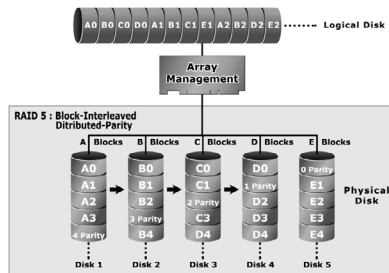 A0 B0 C0 D0 A1 B1 C1 E1 A2 B2 D2 E2
Logical Disk
Array
Management
RAID 5 : Block-Interleaved
Ditributed-Parity
A Blocks B Blocks C Blocks D Blocks E Blocks
A0 B0 C0 D0 0 Parity
A1 B1 C1 1 Parity E1
A2 B2 2 Parity D2 E2
A3 3 Parity C3 D3 E3
4 Parity B4 D4 D4 E4
Physical
Disk
Disk 1 Disk 2 Disk 3 Disk 4 Disk 5